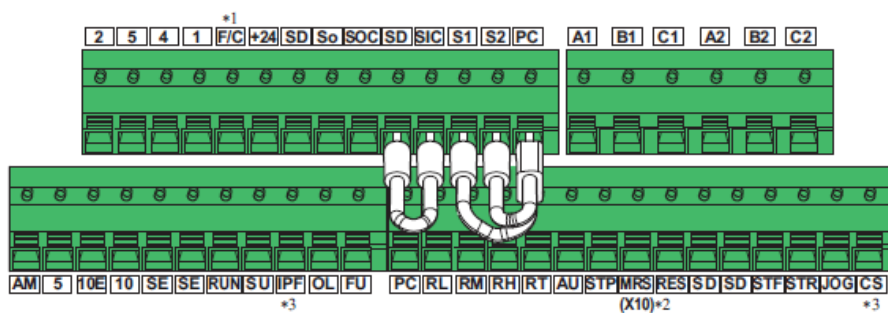 *1
2 5 4 1 F/C +24 SD So SOC SD SIC S1 S2 PC A1 B1 C1 A2 B2 C2
AM 5 10E 10 SE SE RUN SU IPF OL FU PC RL RM RH RT AU STP MRS RES SD SD STF STR JOG CS
*3 (X10)*2 *3